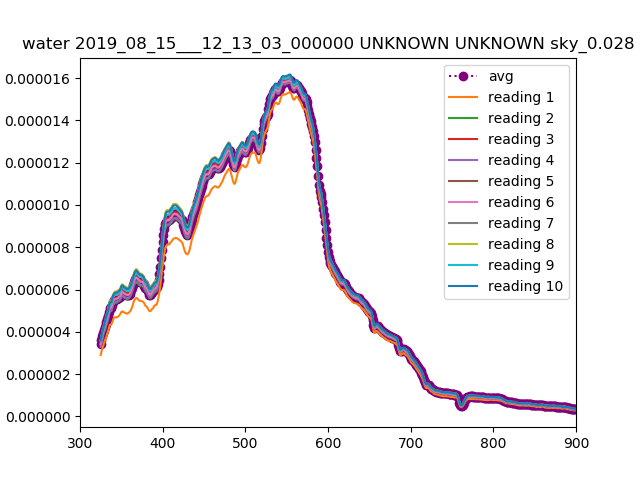 water 2019_08_15___12_13_03_000000 UNKNOWN UNKNOWN sky_0.028
0.000016
0.000014
0.000012
0.000010
0.000008
0.000006
0.000004
0.000002
0.000000
300 400 500 600 700 800 900
avg
reading 1
reading 2
reading 3
reading 4
reading 5
reading 6
reading 7
reading 8
reading 9
reading 10